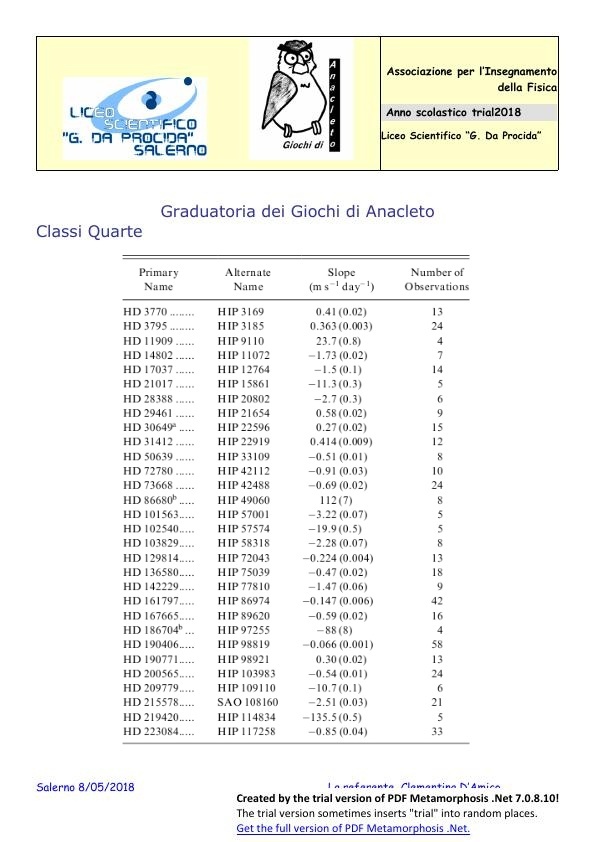 LICEO
SCIENTIFICO
"G. DA PROCIDA"
SALERNO
Anacleto
Giochi di
Associazione per l'Insegnamento
della Fisica
Anno scolastico trial2018
Liceo Scientifico "G. Da Procida"
Graduatoria dei Giochi di Anacleto
Classi Quarte
Primary Alternate Slope Number of
Name Name (m s⁻¹ day⁻¹) Observations
HD 3770 ........ HIP 3169 0.41 (0.02) 13
HD 3795 ........ HIP 3185 0.363 (0.003) 24
HD 11909 ...... HIP 9110 23.7 (0.8) 4
HD 14802 ...... HIP 11072 −1.73 (0.02) 7
HD 17037 ...... HIP 12764 −1.5 (0.1) 14
HD 21017 ...... HIP 15861 −11.3 (0.3) 5
HD 28388 ...... HIP 20802 −2.7 (0.3) 6
HD 29461 ...... HIP 21654 0.58 (0.02) 9
HD 30649ᵃ ..... HIP 22596 0.27 (0.02) 15
HD 31412 ...... HIP 22919 0.414 (0.009) 12
HD 50639 ...... HIP 33109 −0.51 (0.01) 8
HD 72780 ...... HIP 42112 −0.91 (0.03) 10
HD 73668 ...... HIP 42488 −0.69 (0.02) 24
HD 86680ᵇ ..... HIP 49060 112 (7) 8
HD 101563..... HIP 57001 −3.22 (0.07) 5
HD 102540..... HIP 57574 −19.9 (0.5) 5
HD 103829..... HIP 58318 −2.28 (0.07) 8
HD 129814..... HIP 72043 −0.224 (0.004) 13
HD 136580..... HIP 75039 −0.47 (0.02) 18
HD 142229..... HIP 77810 −1.47 (0.06) 9
HD 161797..... HIP 86974 −0.147 (0.006) 42
HD 167665..... HIP 89620 −0.59 (0.02) 16
HD 186704ᵇ ... HIP 97255 −88 (8) 4
HD 190406..... HIP 98819 −0.066 (0.001) 58
HD 190771..... HIP 98921 0.30 (0.02) 13
HD 200565..... HIP 103983 −0.54 (0.01) 24
HD 209779..... HIP 109110 −10.7 (0.1) 6
HD 215578..... SAO 108160 −2.51 (0.03) 21
HD 219420..... HIP 114834 −135.5 (0.5) 5
HD 223084..... HIP 117258 −0.85 (0.04) 33
Salerno 8/05/2018 La referente Clementina D'Amico
Created by the trial version of PDF Metamorphosis .Net 7.0.8.10!
The trial version sometimes inserts "trial" into random places.
Get the full version of PDF Metamorphosis .Net.